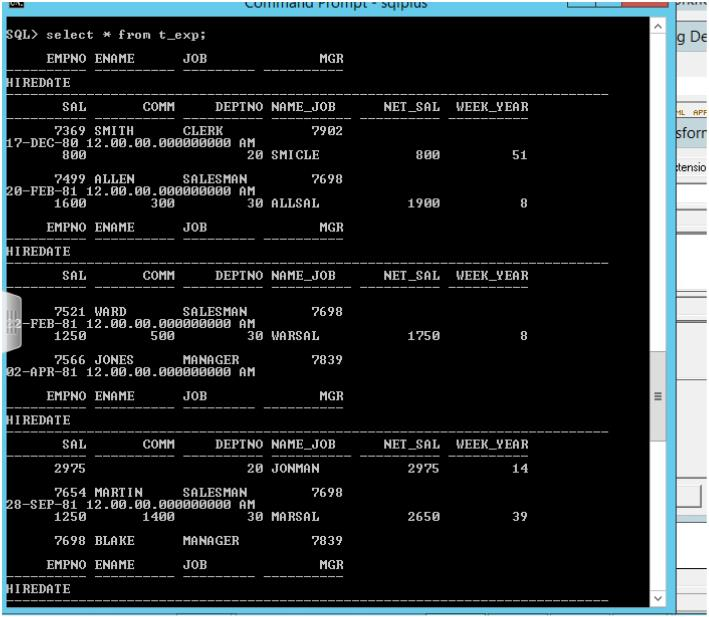 Command Prompt - sqlplus
SQL> select * from t_exp;
EMPNO ENAME JOB MGR
HIREDATE
SAL COMM DEPTNO NAME_JOB NET_SAL WEEK_YEAR
7369 SMITH CLERK 7902
17-DEC-80 12.00.00.000000000 AM
800 20 SMICLE 800 51
7499 ALLEN SALESMAN 7698
20-FEB-81 12.00.00.000000000 AM
1600 300 30 ALLSAL 1900 8
EMPNO ENAME JOB MGR
HIREDATE
SAL COMM DEPTNO NAME_JOB NET_SAL WEEK_YEAR
7521 WARD SALESMAN 7698
22-FEB-81 12.00.00.000000000 AM
1250 500 30 WARSAL 1750 8
7566 JONES MANAGER 7839
02-APR-81 12.00.00.000000000 AM
EMPNO ENAME JOB MGR
HIREDATE
SAL COMM DEPTNO NAME_JOB NET_SAL WEEK_YEAR
2975 20 JONMAN 2975 14
7654 MARTIN SALESMAN 7698
28-SEP-81 12.00.00.000000000 AM
1250 1400 30 MARSAL 2650 39
7698 BLAKE MANAGER 7839
EMPNO ENAME JOB MGR
HIREDATE
g De
sforn
tensio